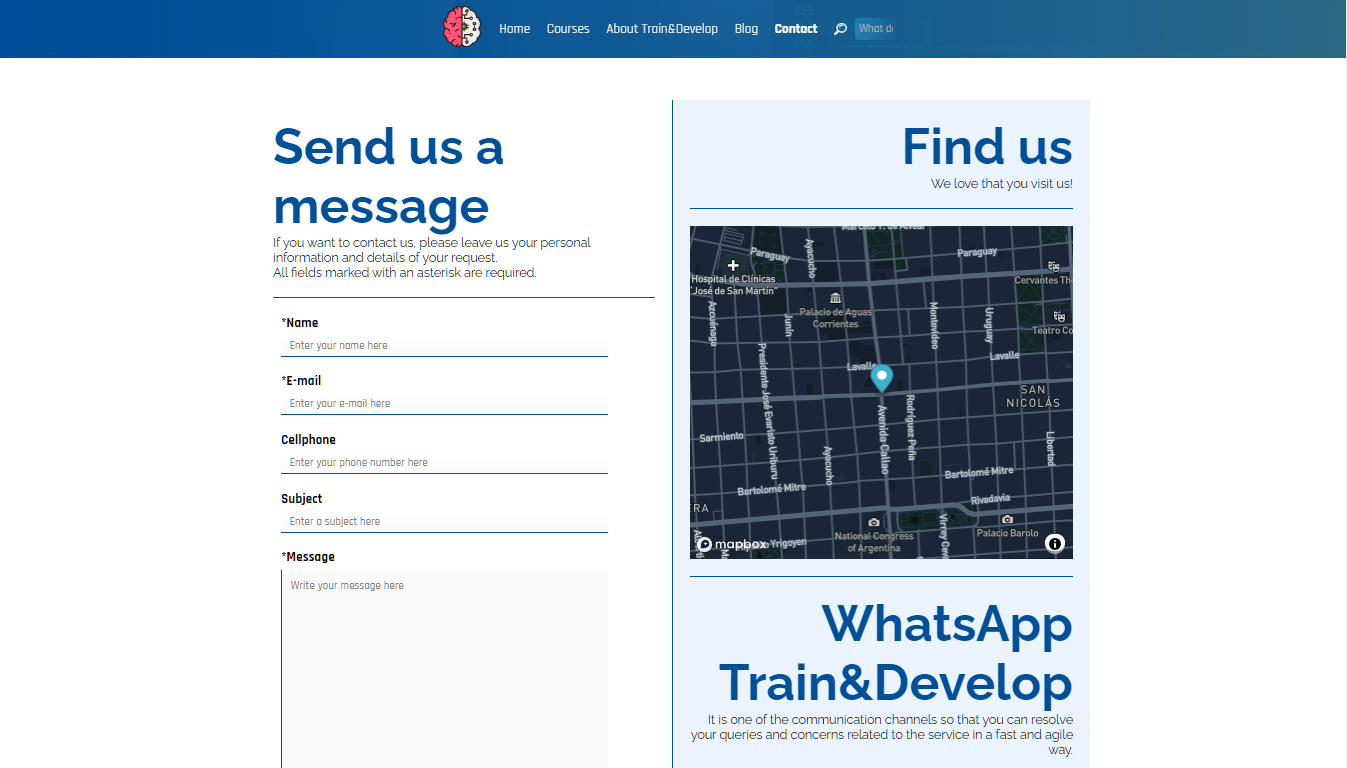 Home Courses About Train&Develop Blog Contact What do
Send us a
message
If you want to contact us, please leave us your personal
information and details of your request.
All fields marked with an asterisk are required.
*Name
Enter your name here
*E-mail
Enter your e-mail here
Cellphone
Enter your phone number here
Subject
Enter a subject here
*Message
Write your message here
Find us
We love that you visit us!
Marcelo T. de Alvear
Paraguay
Ayacucho
Paraguay
Hospital de Clínicas
"José de San Martín"
Cervantes Th
Azcuénaga
Junín
Palacio de Aguas
Corrientes
Montevideo
Uruguay
Teatro Co
Lavalle
Lavalle
Presidente José Evaristo Uriburu
SAN
NICOLÁS
Avenida Callao
Rodríguez Peña
Sarmiento
Ayacucho
Libertad
Bartolomé Mitre
Bartolomé Mitre
Rivadavia
ERA
Virrey Cev
National Congress
of Argentina
Palacio Barolo
mapbox
Yrigoyen
WhatsApp
Train&Develop
It is one of the communication channels so that you can resolve
your queries and concerns related to the service in a fast and agile
way.